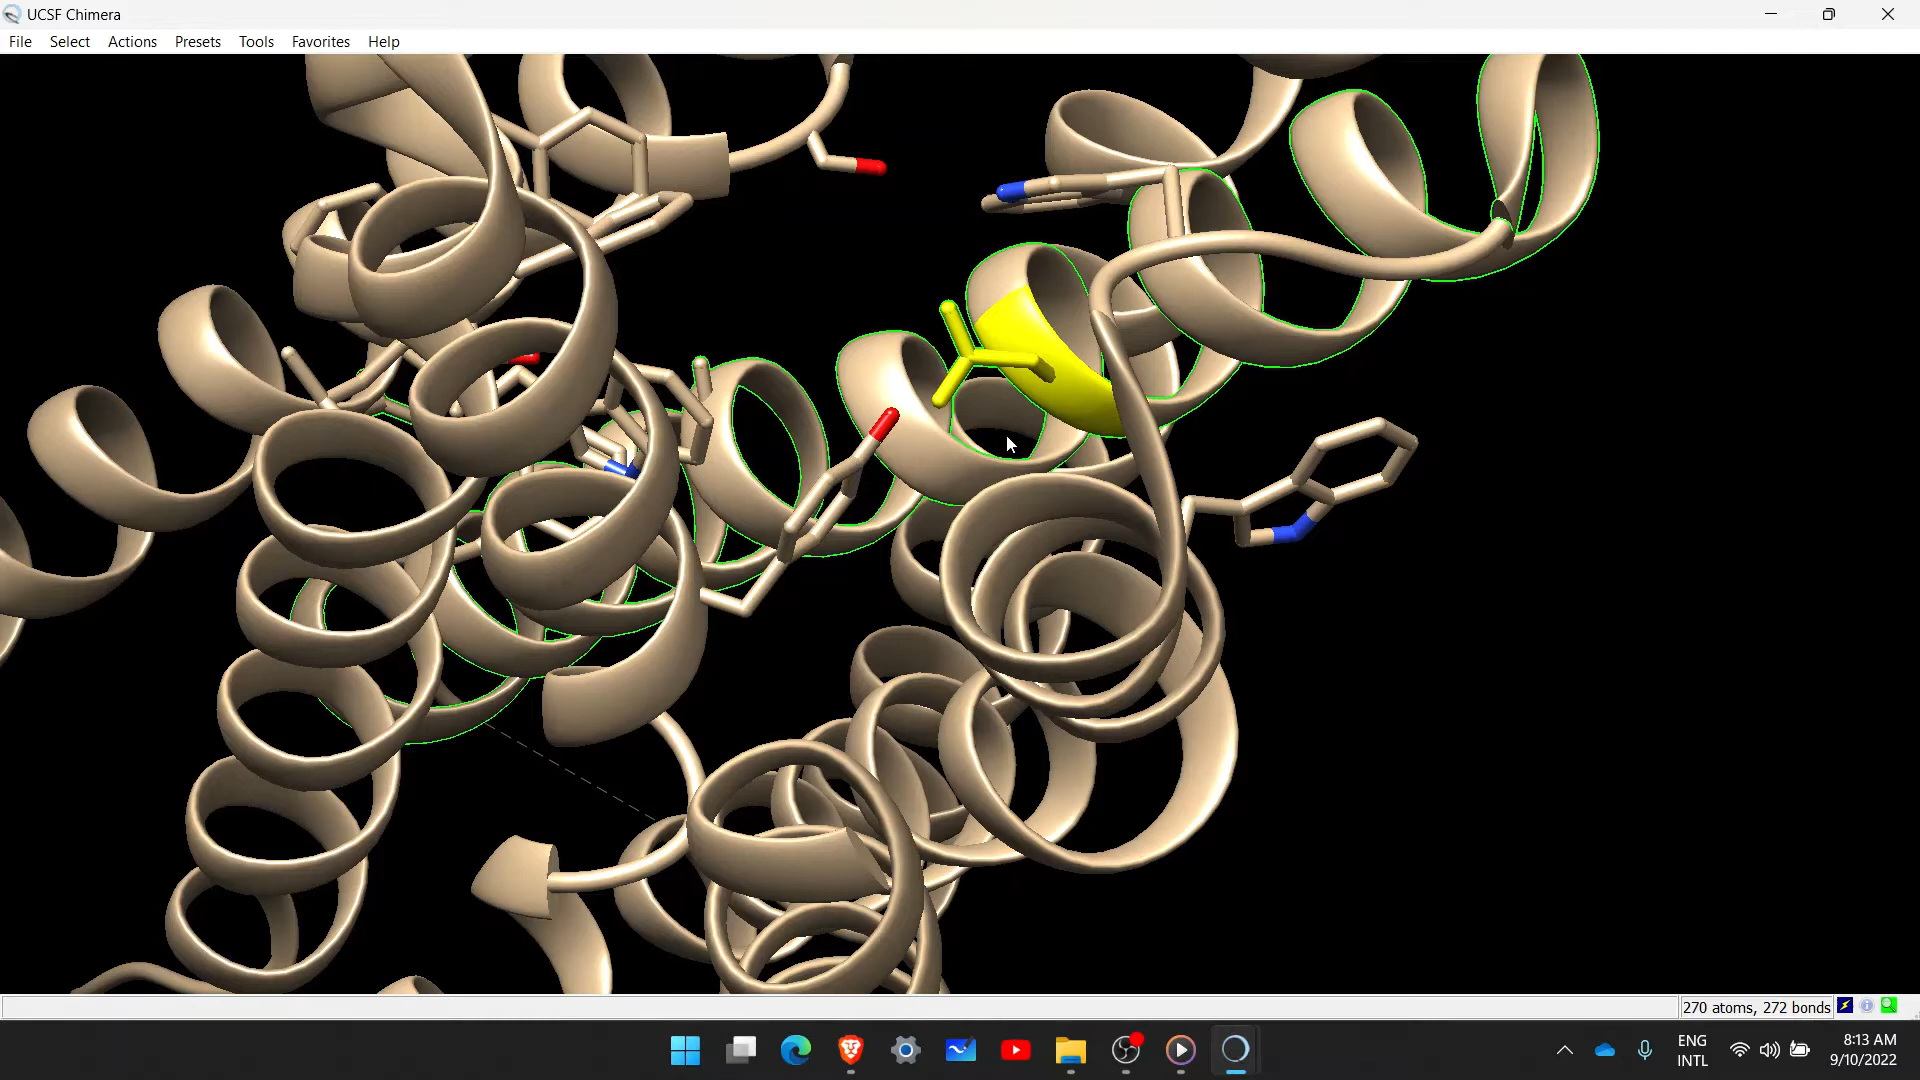 UCSF Chimera
File Select Actions Presets Tools Favorites Help
270 atoms, 272 bonds
ENG
INTL
8:13 AM
9/10/2022